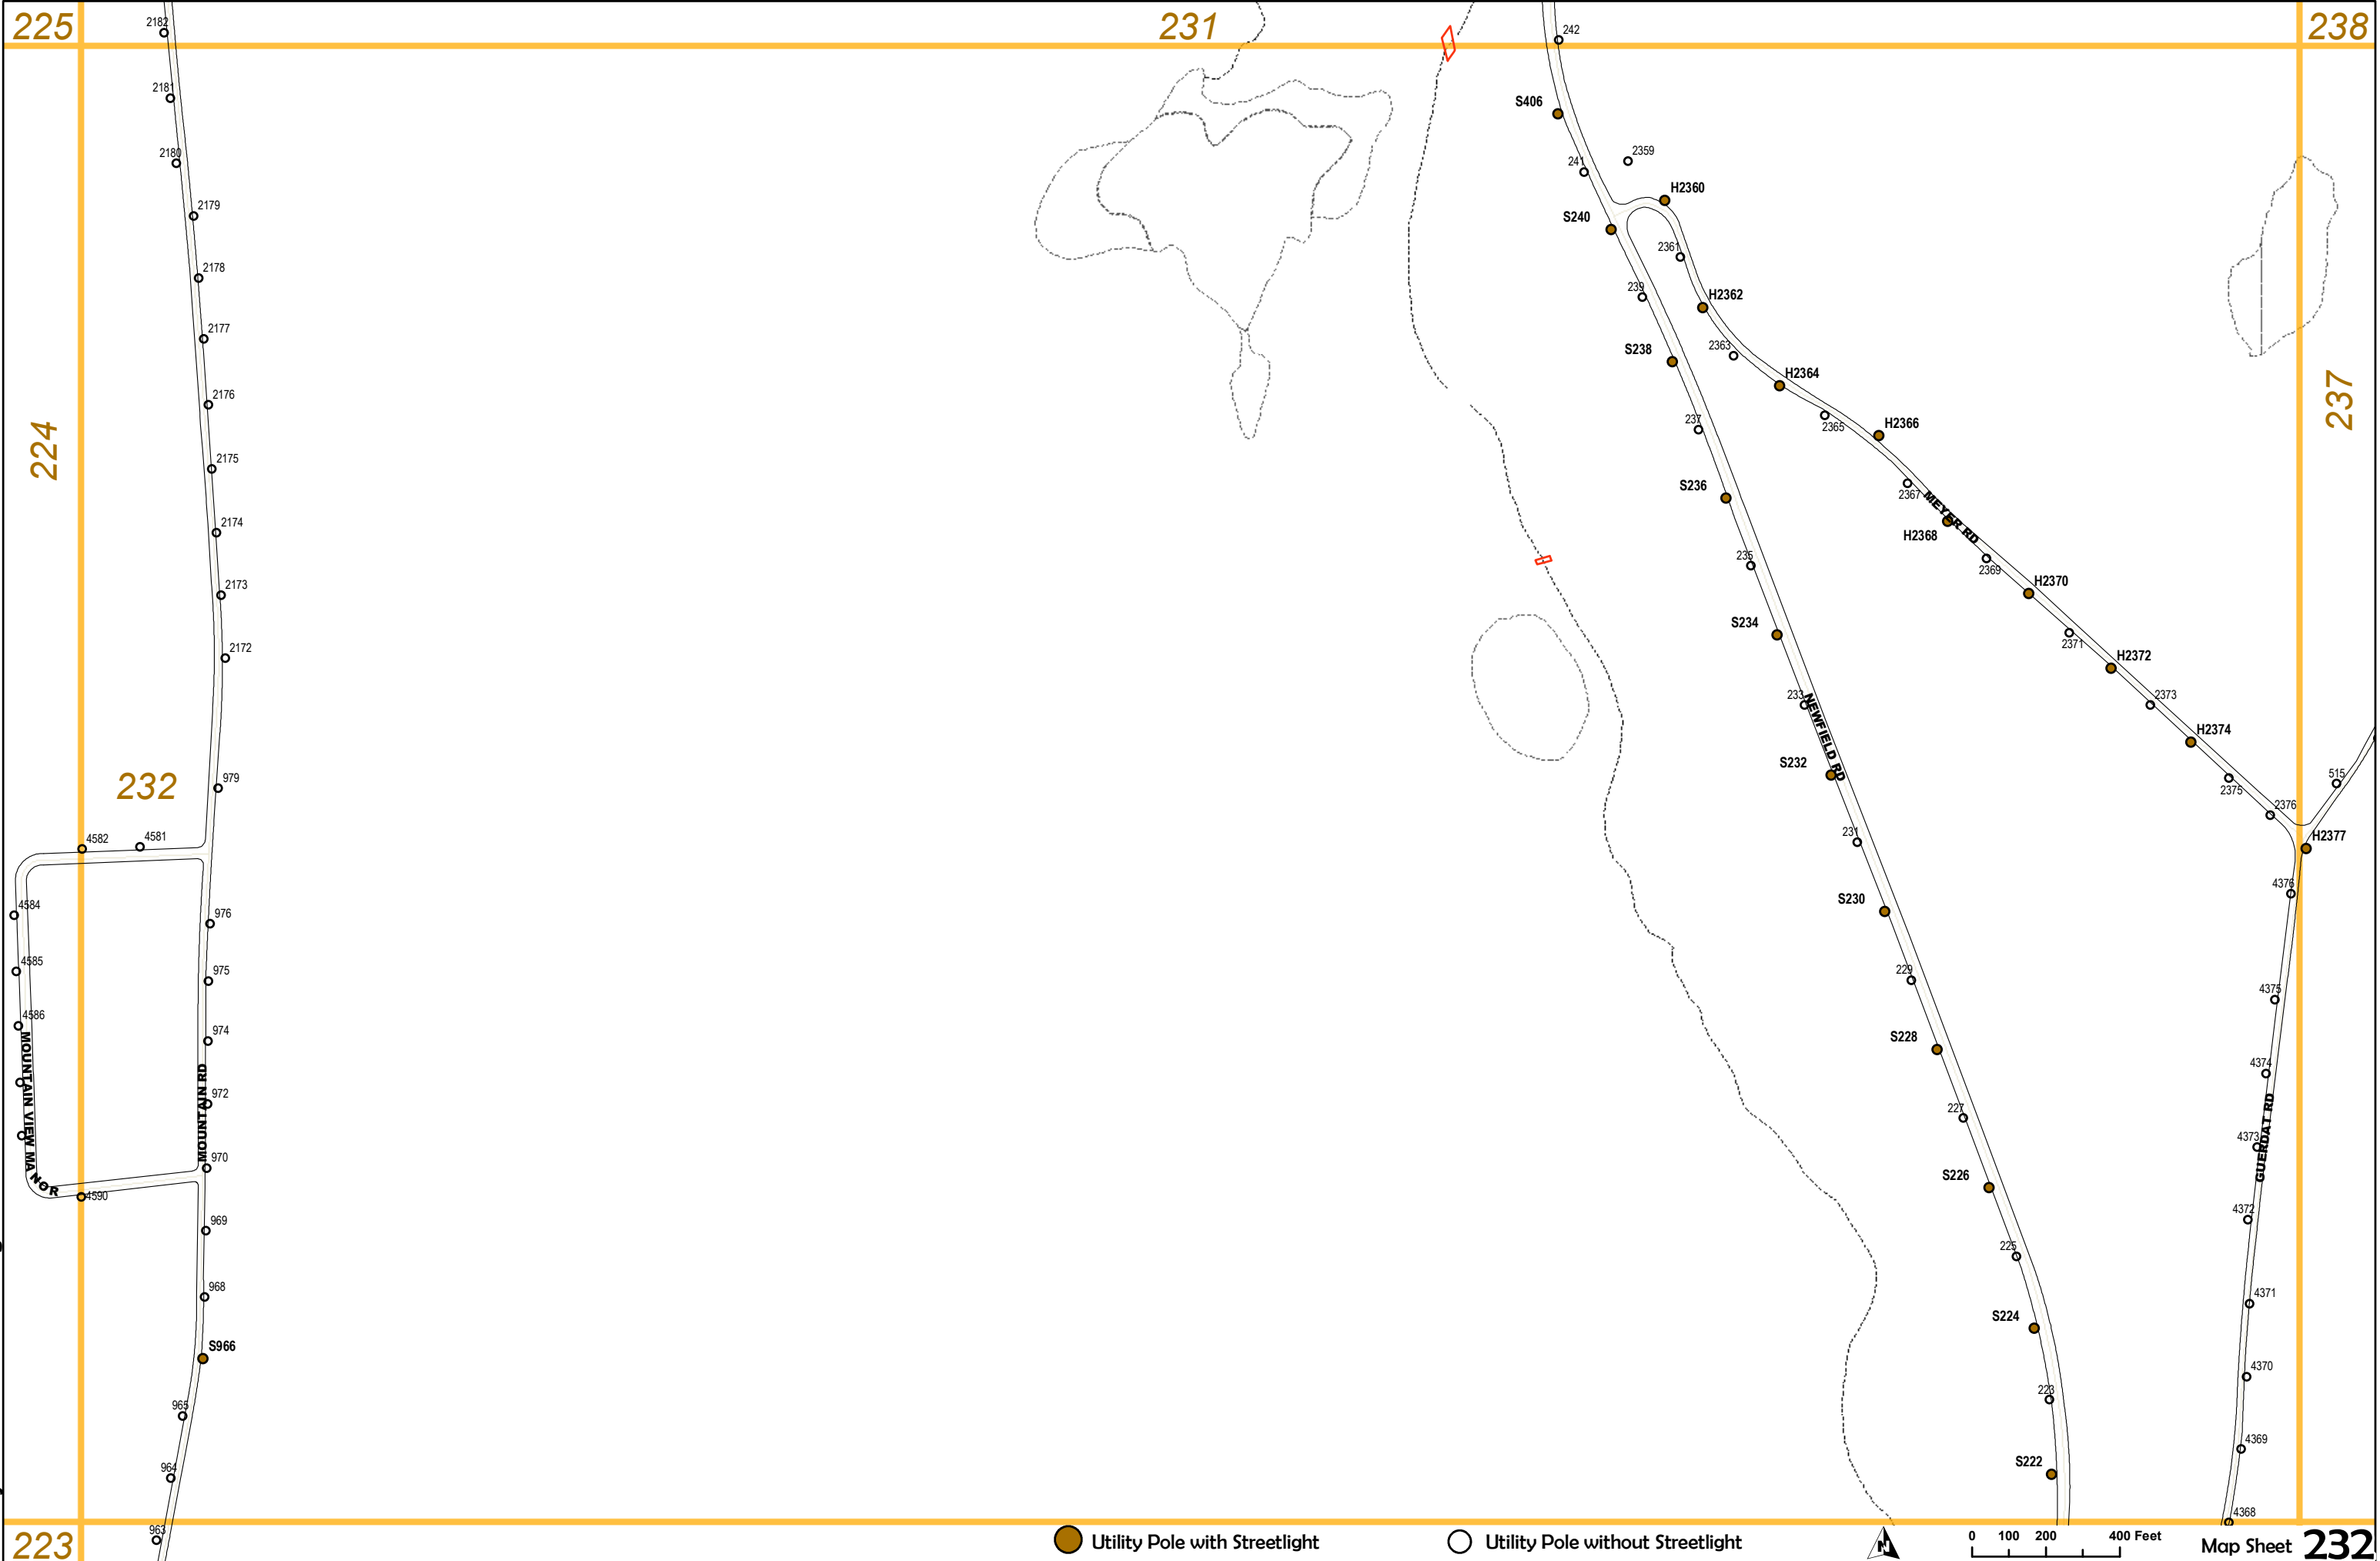 225
231
238
2182
242
2181
S406
2180
241
2359
H2360
2179
S240
2361
2178
239
H2362
2177
S238
2363
H2364
2176
237
2365
H2366
224
237
2175
S236
2367
MEYER RD
2174
H2368
235
2369
2173
H2370
S234
2371
2172
H2372
233
2373
NEWFIELD RD
H2374
S232
979
232
2375
515
2376
4582
4581
231
H2377
4584
4376
S230
976
4585
975
229
4375
4586
974
S228
4374
MOUNTAIN VIEW MANOR
MOUNTAIN RD
972
227
GUERDAT RD
4373
970
S226
4590
4372
969
225
968
4371
S224
S966
4370
965
223
4369
964
S222
4368
963
223
Utility Pole with Streetlight
Utility Pole without Streetlight
N
0 100 200 400 Feet
Map Sheet 232